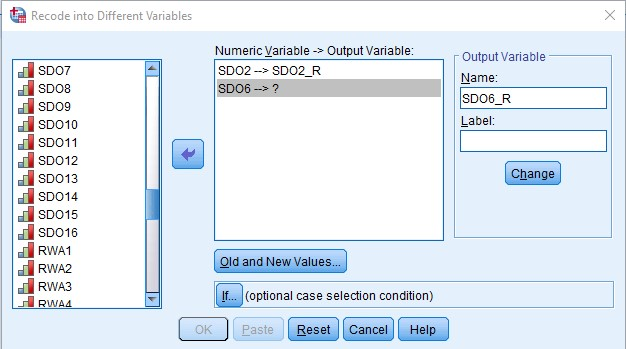 Recode into Different Variables
SDO7
SDO8
SDO9
SDO10
SDO11
SDO12
SDO13
SDO14
SDO15
SDO16
RWA1
RWA2
RWA3
RWA4
Numeric Variable -> Output Variable:
SDO2 --> SDO2_R
SDO6 --> ?
Output Variable
Name:
SDO6_R
Label:
Change
Old and New Values...
If... (optional case selection condition)
OK Paste Reset Cancel Help